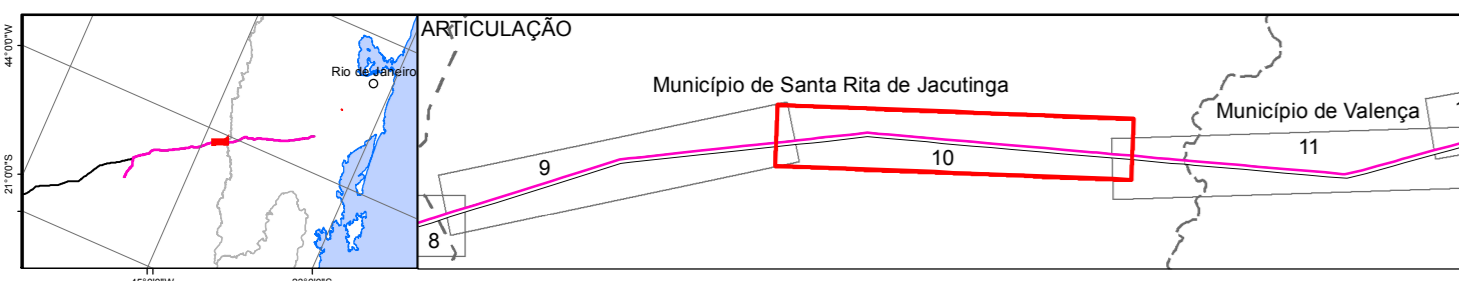 44°0'0"W
21°0'0"S
Rio de Janeiro
ARTICULAÇÃO
Município de Santa Rita de Jacutinga
Município de Valença
8
9
10
11